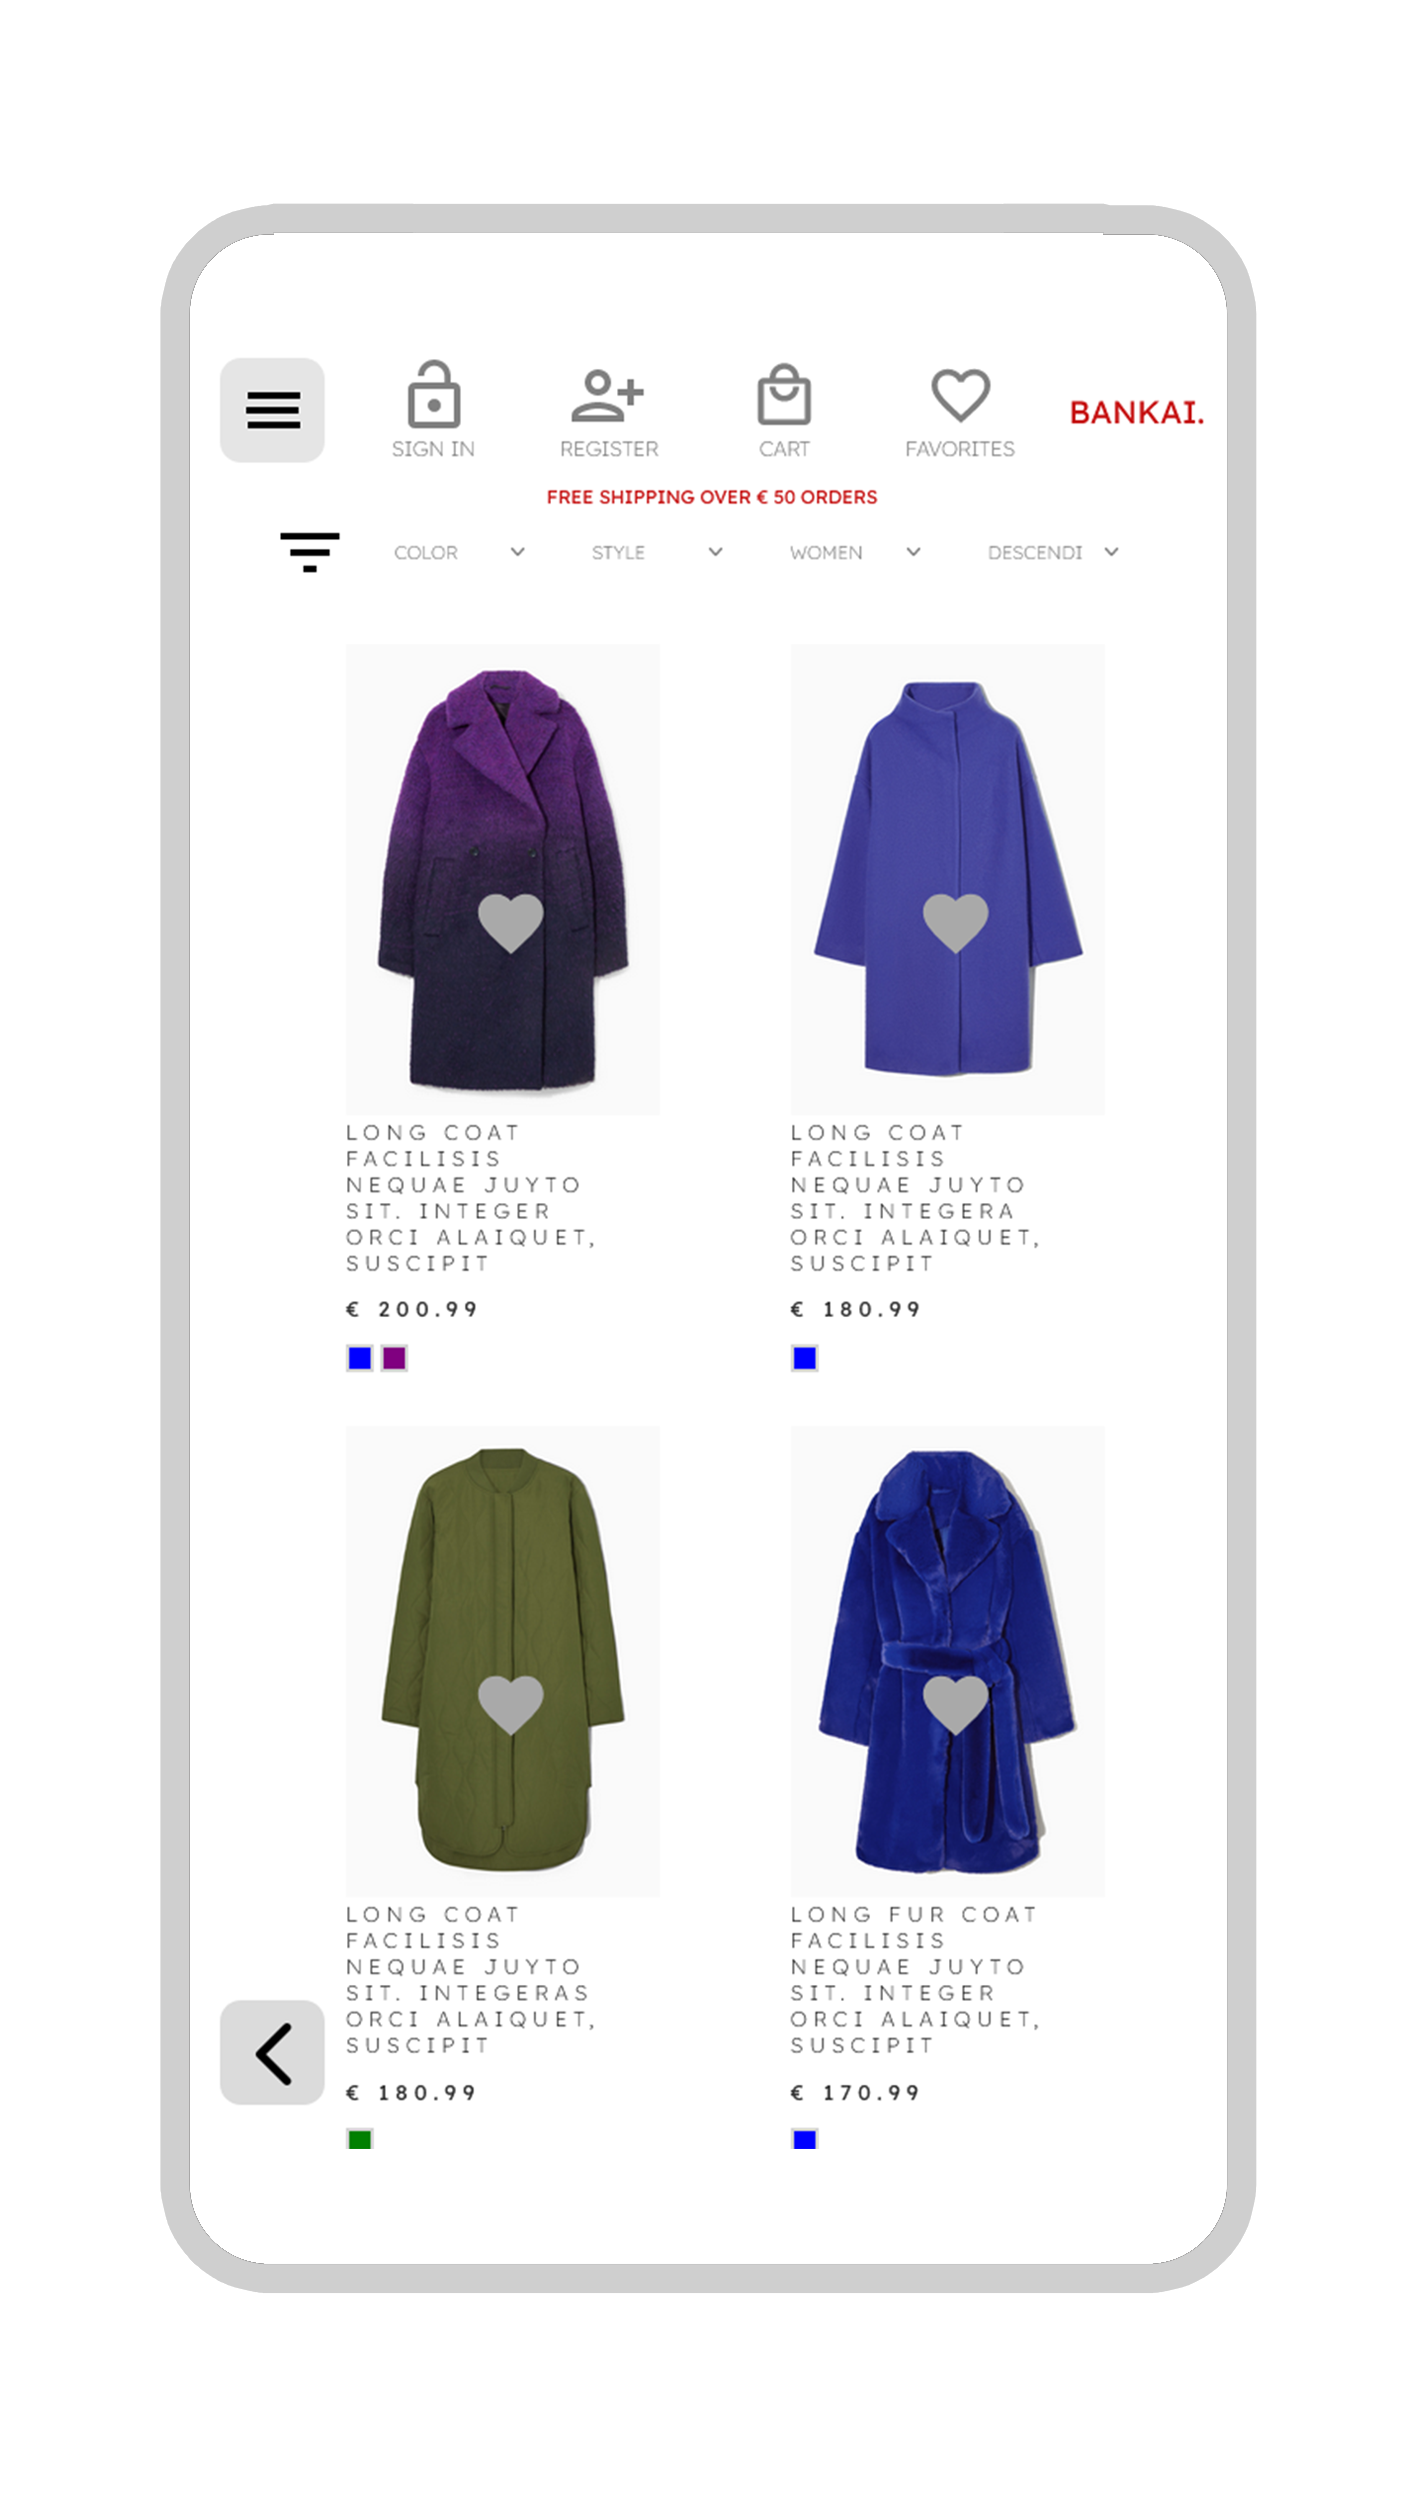 SIGN IN
REGISTER
CART
FAVORITES
BANKAI.
FREE SHIPPING OVER € 50 ORDERS
COLOR
STYLE
WOMEN
DESCENDI
LONG COAT
FACILISIS
NEQUAE JUYTO
SIT. INTEGER
ORCI ALAIQUET,
SUSCIPIT
€ 200.99
LONG COAT
FACILISIS
NEQUAE JUYTO
SIT. INTEGERA
ORCI ALAIQUET,
SUSCIPIT
€ 180.99
LONG COAT
FACILISIS
NEQUAE JUYTO
SIT. INTEGERAS
ORCI ALAIQUET,
SUSCIPIT
€ 180.99
LONG FUR COAT
FACILISIS
NEQUAE JUYTO
SIT. INTEGER
ORCI ALAIQUET,
SUSCIPIT
€ 170.99